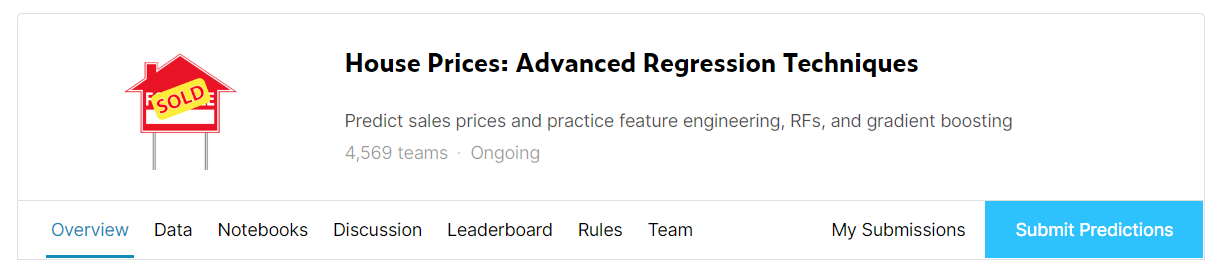 SOLD
House Prices: Advanced Regression Techniques
Predict sales prices and practice feature engineering, RFs, and gradient boosting
4,569 teams · Ongoing
Overview Data Notebooks Discussion Leaderboard Rules Team My Submissions Submit Predictions